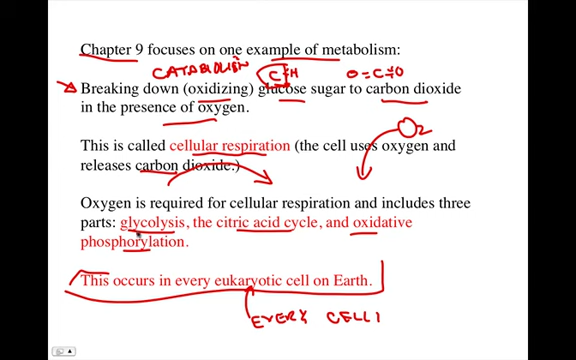 Chapter 9 focuses on one example of metabolism:
CATABOLISM C-H O=C=O
Breaking down (oxidizing) glucose sugar to carbon dioxide
in the presence of oxygen.
O2
This is called cellular respiration (the cell uses oxygen and
releases carbon dioxide.)
Oxygen is required for cellular respiration and includes three
parts: glycolysis, the citric acid cycle, and oxidative
phosphorylation.
This occurs in every eukaryotic cell on Earth.
EVERY CELL!